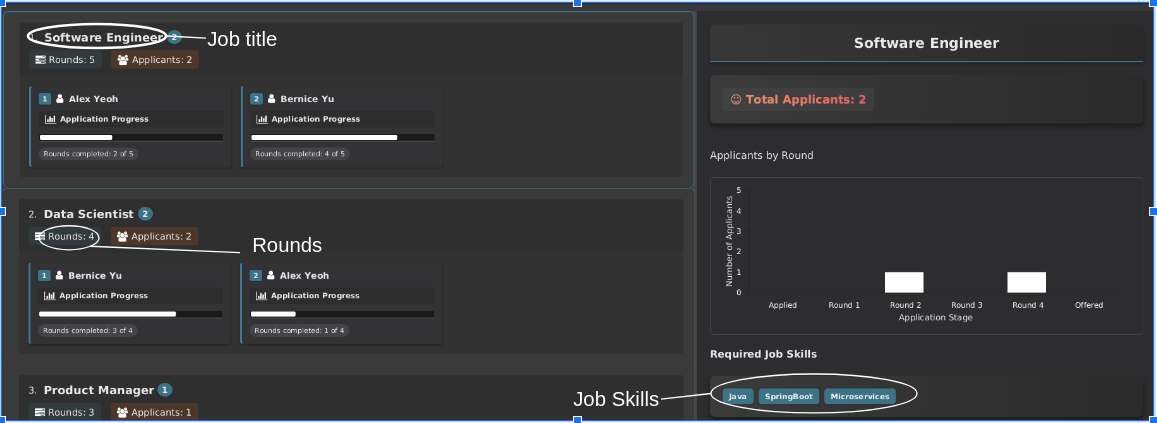 1. Software Engineer 2
Job title
Rounds: 5 Applicants: 2
1 Alex Yeoh
Application Progress
Rounds completed: 2 of 5
2 Bernice Yu
Application Progress
Rounds completed: 4 of 5
2. Data Scientist 2
Rounds: 4 Applicants: 2
Rounds
1 Bernice Yu
Application Progress
Rounds completed: 3 of 4
2 Alex Yeoh
Application Progress
Rounds completed: 1 of 4
3. Product Manager 1
Rounds: 3 Applicants: 1
Software Engineer
Total Applicants: 2
Applicants by Round
Number of Applicants
5
4
3
2
1
0
Applied Round 1 Round 2 Round 3 Round 4 Offered
Application Stage
Required Job Skills
Job Skills
Java SpringBoot Microservices